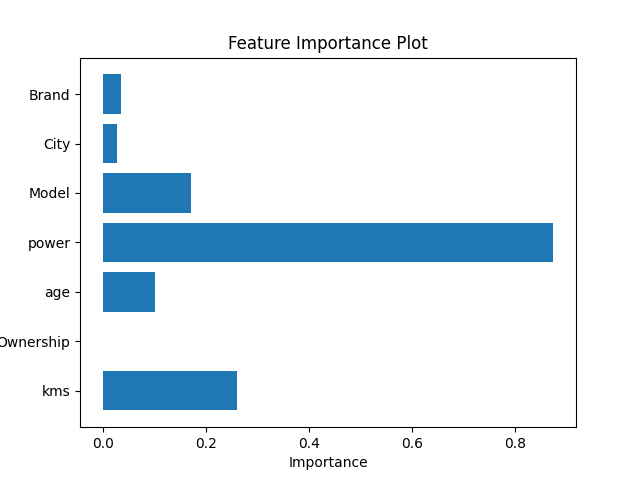 Feature Importance Plot
Brand
City
Model
power
age
Ownership
kms
0.0 0.2 0.4 0.6 0.8
Importance